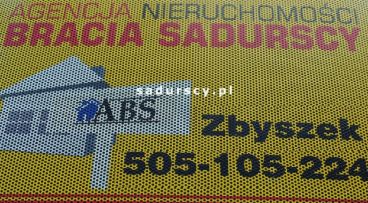 AGENCJA NIERUCHOMOŚCI
BRACIA SADURSCY
sadurscy.pl
ABS
Zbyszek
505-105-224